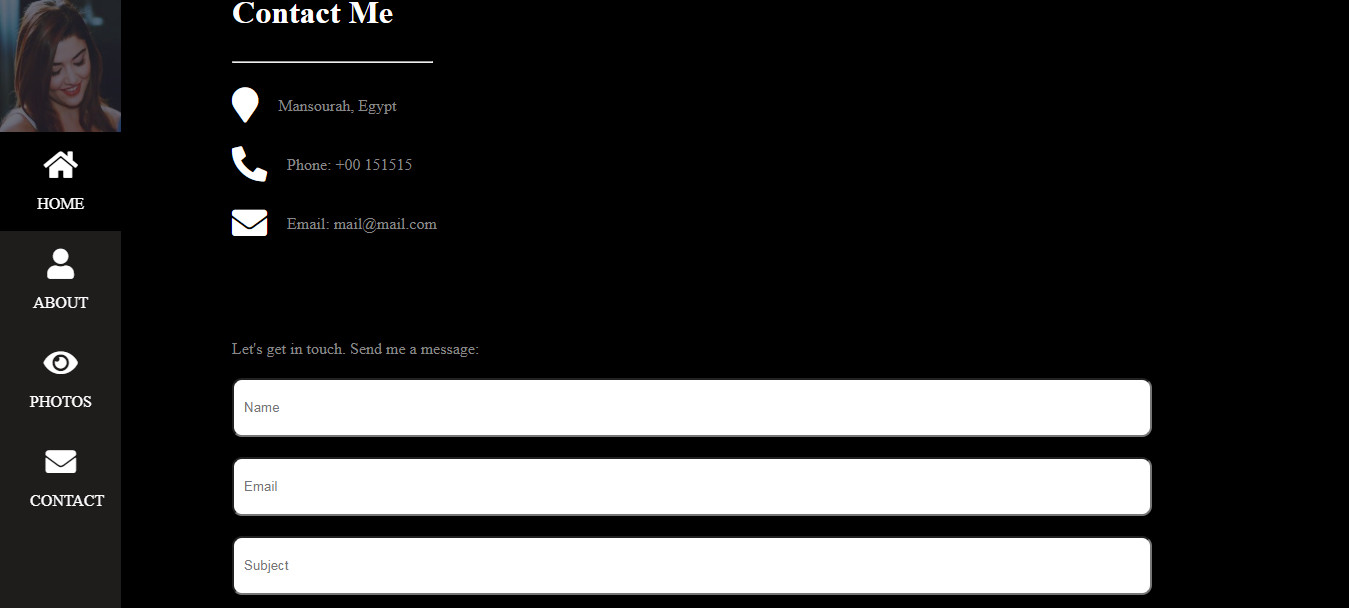 HOME
ABOUT
PHOTOS
CONTACT
Contact Me
Mansourah, Egypt
Phone: +00 151515
Email: mail@mail.com
Let's get in touch. Send me a message:
Name
Email
Subject